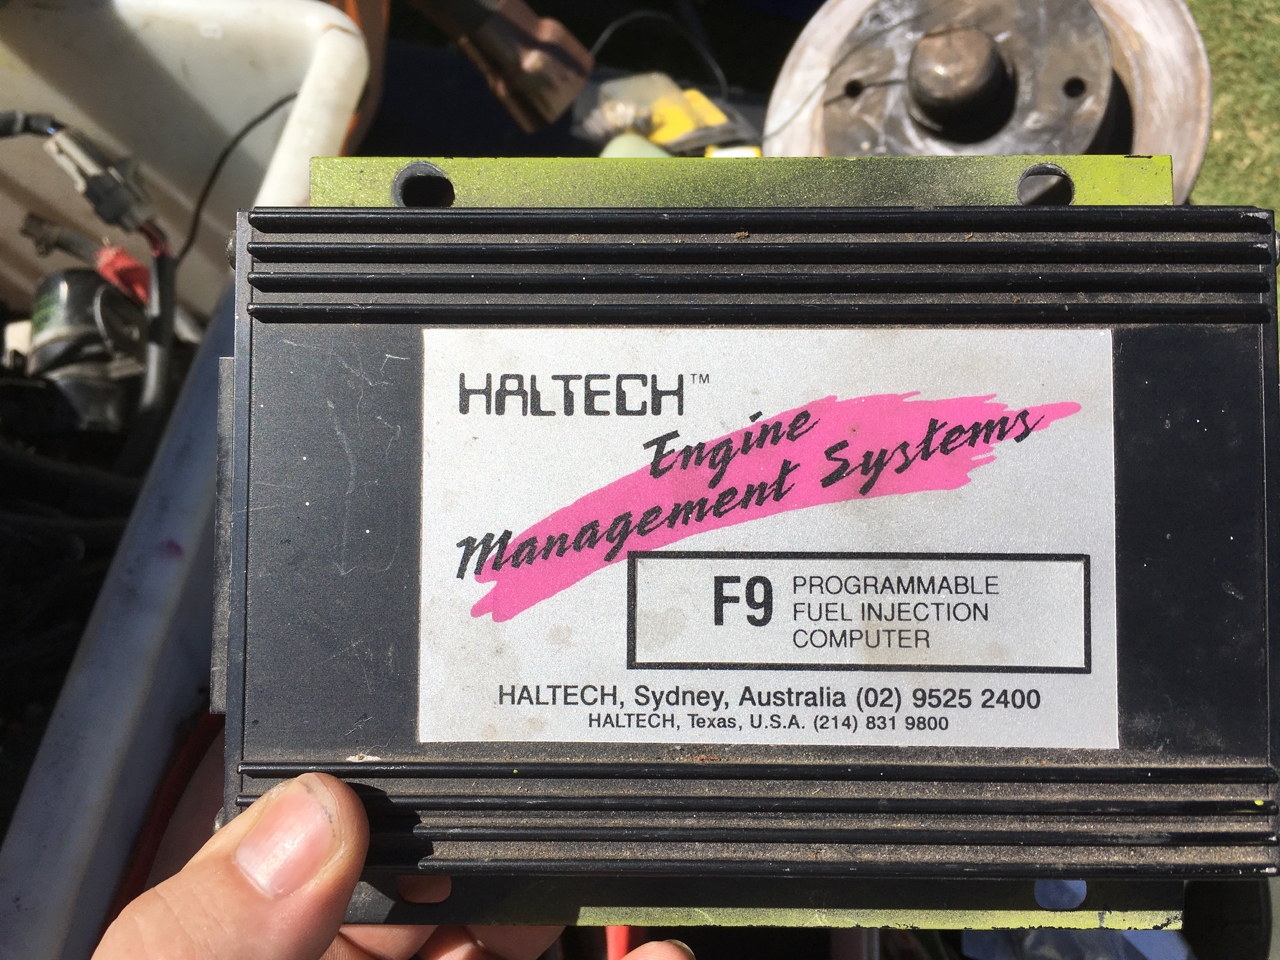 HALTECH™
Engine
Management Systems
F9 PROGRAMMABLE
FUEL INJECTION
COMPUTER
HALTECH, Sydney, Australia (02) 9525 2400
HALTECH, Texas, U.S.A. (214) 831 9800